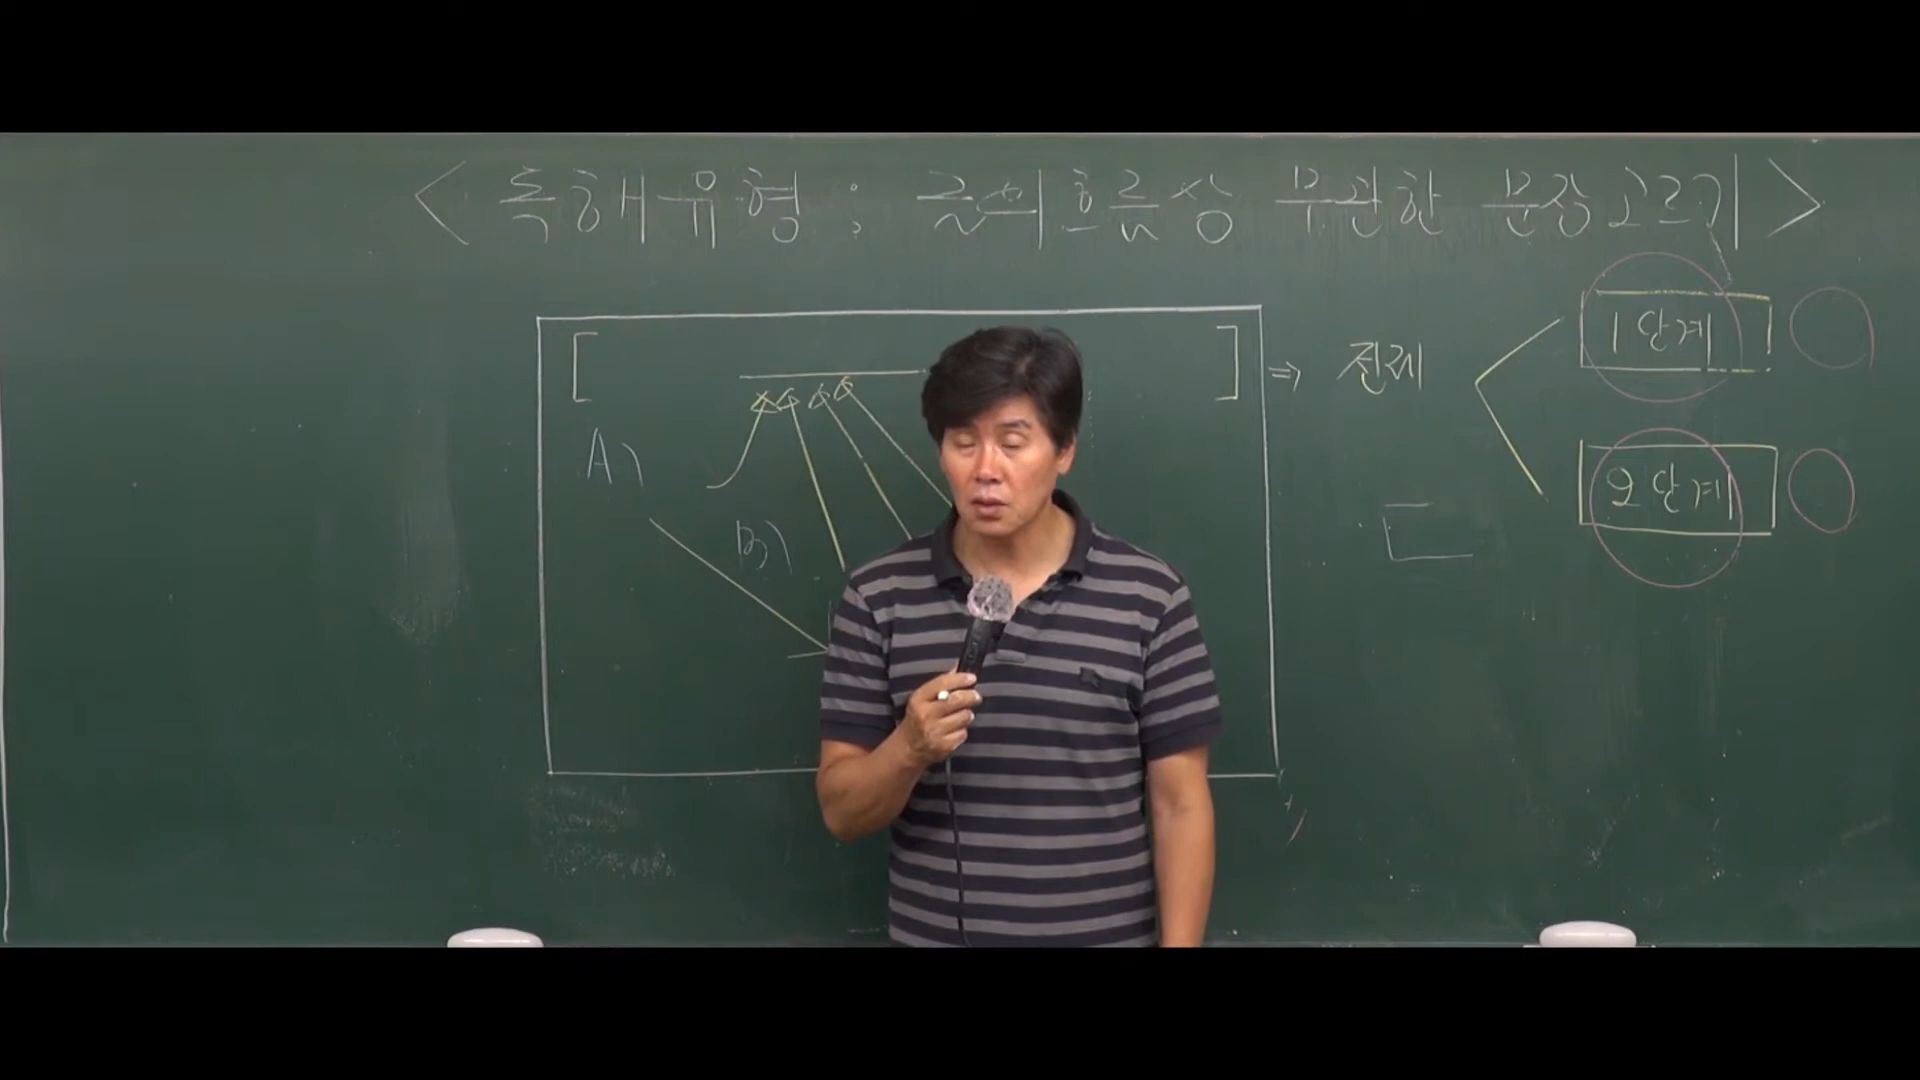 < 독해유형 : 글의 흐름상 무관한 문장 고르기 >
[ ] ⇒ 전제
1단계
A)
2단계
B)